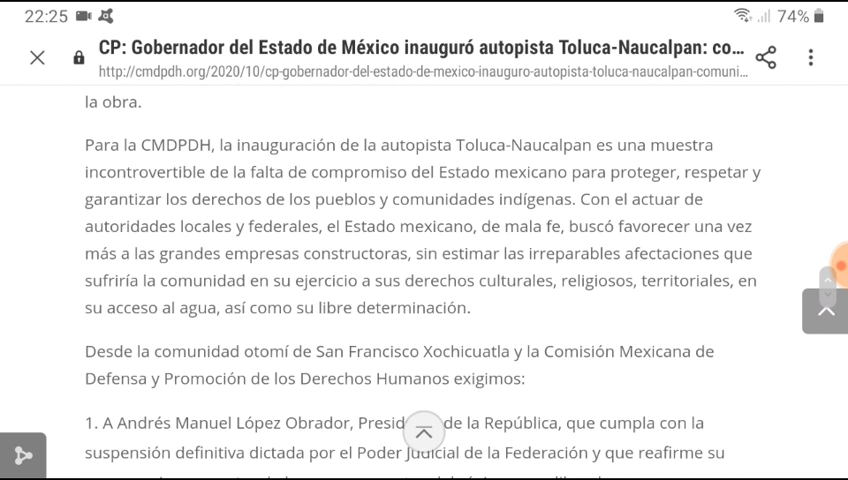 22:25
74%
CP: Gobernador del Estado de México inauguró autopista Toluca-Naucalpan: co...
http://cmdpdh.org/2020/10/cp-gobernador-del-estado-de-mexico-inauguro-autopista-toluca-naucalpan-comuni...
la obra.
Para la CMDPDH, la inauguración de la autopista Toluca-Naucalpan es una muestra
incontrovertible de la falta de compromiso del Estado mexicano para proteger, respetar y
garantizar los derechos de los pueblos y comunidades indígenas. Con el actuar de
autoridades locales y federales, el Estado mexicano, de mala fe, buscó favorecer una vez
más a las grandes empresas constructoras, sin estimar las irreparables afectaciones que
sufriría la comunidad en su ejercicio a sus derechos culturales, religiosos, territoriales, en
su acceso al agua, así como su libre determinación.
Desde la comunidad otomí de San Francisco Xochicuatla y la Comisión Mexicana de
Defensa y Promoción de los Derechos Humanos exigimos:
1. A Andrés Manuel López Obrador, Presid de la República, que cumpla con la
suspensión definitiva dictada por el Poder Judicial de la Federación y que reafirme su